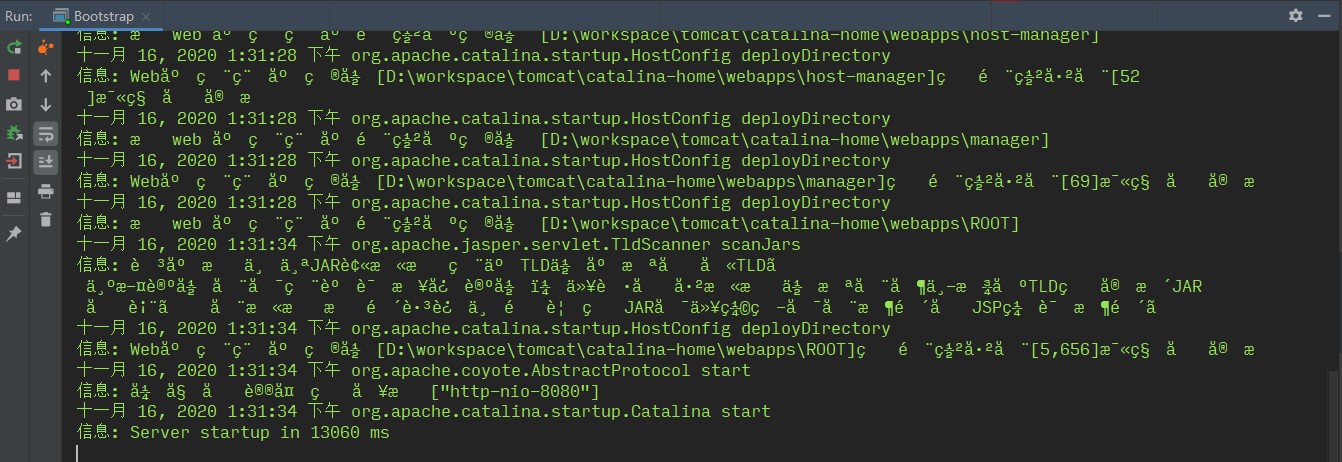 Run: Bootstrap
信息: æ web åº ç ¨ç¨ åº é ¨ç½²å ºç ®å½ [D:\workspace\tomcat\catalina-home\webapps\host-manager]
十一月 16, 2020 1:31:28 下午 org.apache.catalina.startup.HostConfig deployDirectory
信息: Webåº ç ¨ç¨ åº ç ®å½ [D:\workspace\tomcat\catalina-home\webapps\host-manager]ç é ¨ç½²å·²å ¨[52
]æ¯«ç§ å å® æ
十一月 16, 2020 1:31:28 下午 org.apache.catalina.startup.HostConfig deployDirectory
信息: æ web åº ç ¨ç¨ åº é ¨ç½²å ºç ®å½ [D:\workspace\tomcat\catalina-home\webapps\manager]
十一月 16, 2020 1:31:28 下午 org.apache.catalina.startup.HostConfig deployDirectory
信息: Webåº ç ¨ç¨ åº ç ®å½ [D:\workspace\tomcat\catalina-home\webapps\manager]ç é ¨ç½²å·²å ¨[69]æ¯«ç§ å å® æ
十一月 16, 2020 1:31:28 下午 org.apache.catalina.startup.HostConfig deployDirectory
信息: æ web åº ç ¨ç¨ åº é ¨ç½²å ºç ®å½ [D:\workspace\tomcat\catalina-home\webapps\ROOT]
十一月 16, 2020 1:31:34 下午 org.apache.jasper.servlet.TldScanner scanJars
信息: è ³åº æ ä¸ ä¸ªJARè¢«æ «æ ç ¨äº TLDä½ åº æ ªå å «TLDã
ä¸ºæ-¤è®°å½ å ¨å ¯ç ¨èº è¯ æ ¥å¿ è®°å½ ï¼ ä»¥è ·å å·²æ «æ ä½ æ ªå ¨å ¶ä¸-æ ¾å ºTLDç å® æ ´JAR
å è¡¨ã å ¨æ «æ æ é ´è·³è¿ ä¸ é è¦ ç JARå ¯ä»¥ç¼©ç -å ¯å ¨æ ¶é ´å JSPç¼ è¯ æ ¶é ´ã
十一月 16, 2020 1:31:34 下午 org.apache.catalina.startup.HostConfig deployDirectory
信息: Webåº ç ¨ç¨ åº ç ®å½ [D:\workspace\tomcat\catalina-home\webapps\ROOT]ç é ¨ç½²å·²å ¨[5,656]æ¯«ç§ å å® æ
十一月 16, 2020 1:31:34 下午 org.apache.coyote.AbstractProtocol start
信息: å¼ å§ å è®®å¤ ç å ¥æ ["http-nio-8080"]
十一月 16, 2020 1:31:34 下午 org.apache.catalina.startup.Catalina start
信息: Server startup in 13060 ms